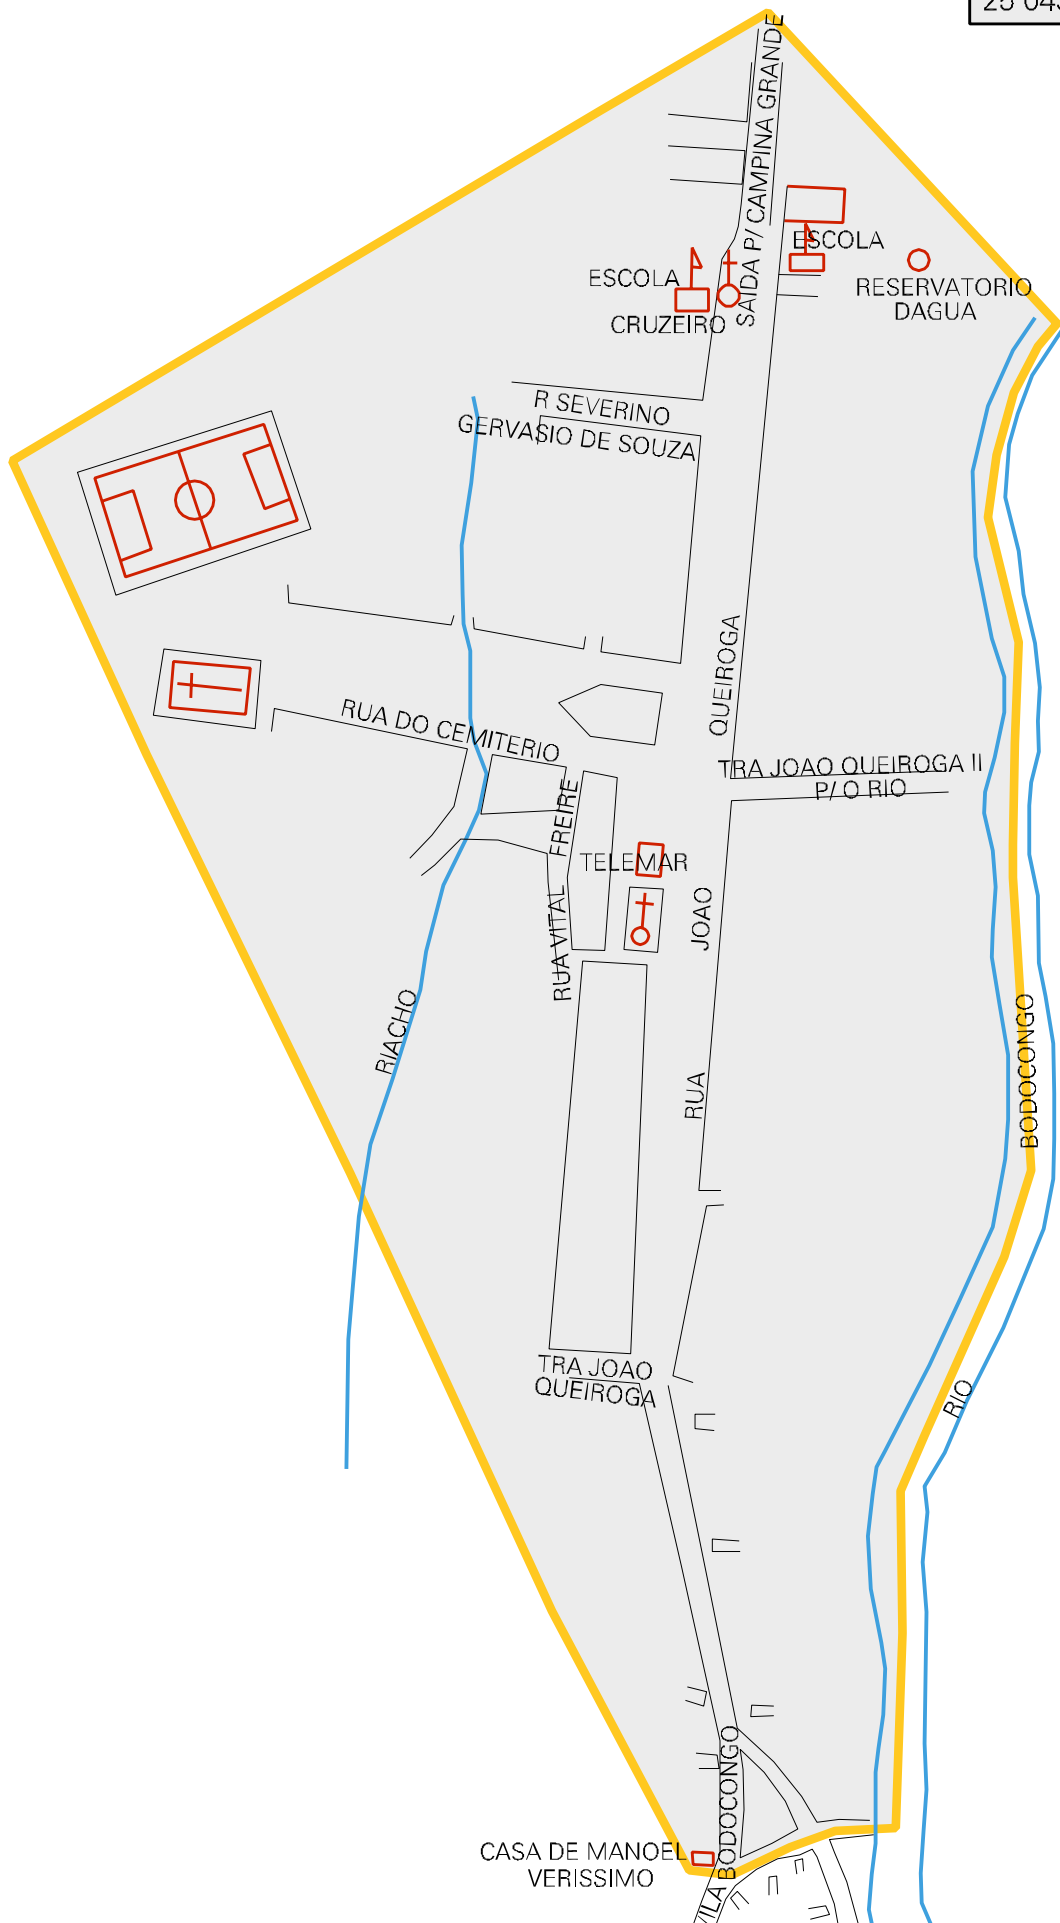 SAIDA P/ CAMPINA GRANDE
ESCOLA
ESCOLA
RESERVATORIO
DAGUA
CRUZEIRO
R SEVERINO
GERVASIO DE SOUZA
QUEIROGA
RUA DO CEMITERIO
TRA JOAO QUEIROGA II
P/ O RIO
FREIRE
TELEMAR
JOAO
RUA VITAL
RIACHO
BODOCONGO
RUA
TRA JOAO
QUEIROGA
RIO
BODOCONGO
CASA DE MANOEL
VERISSIMO
VILA